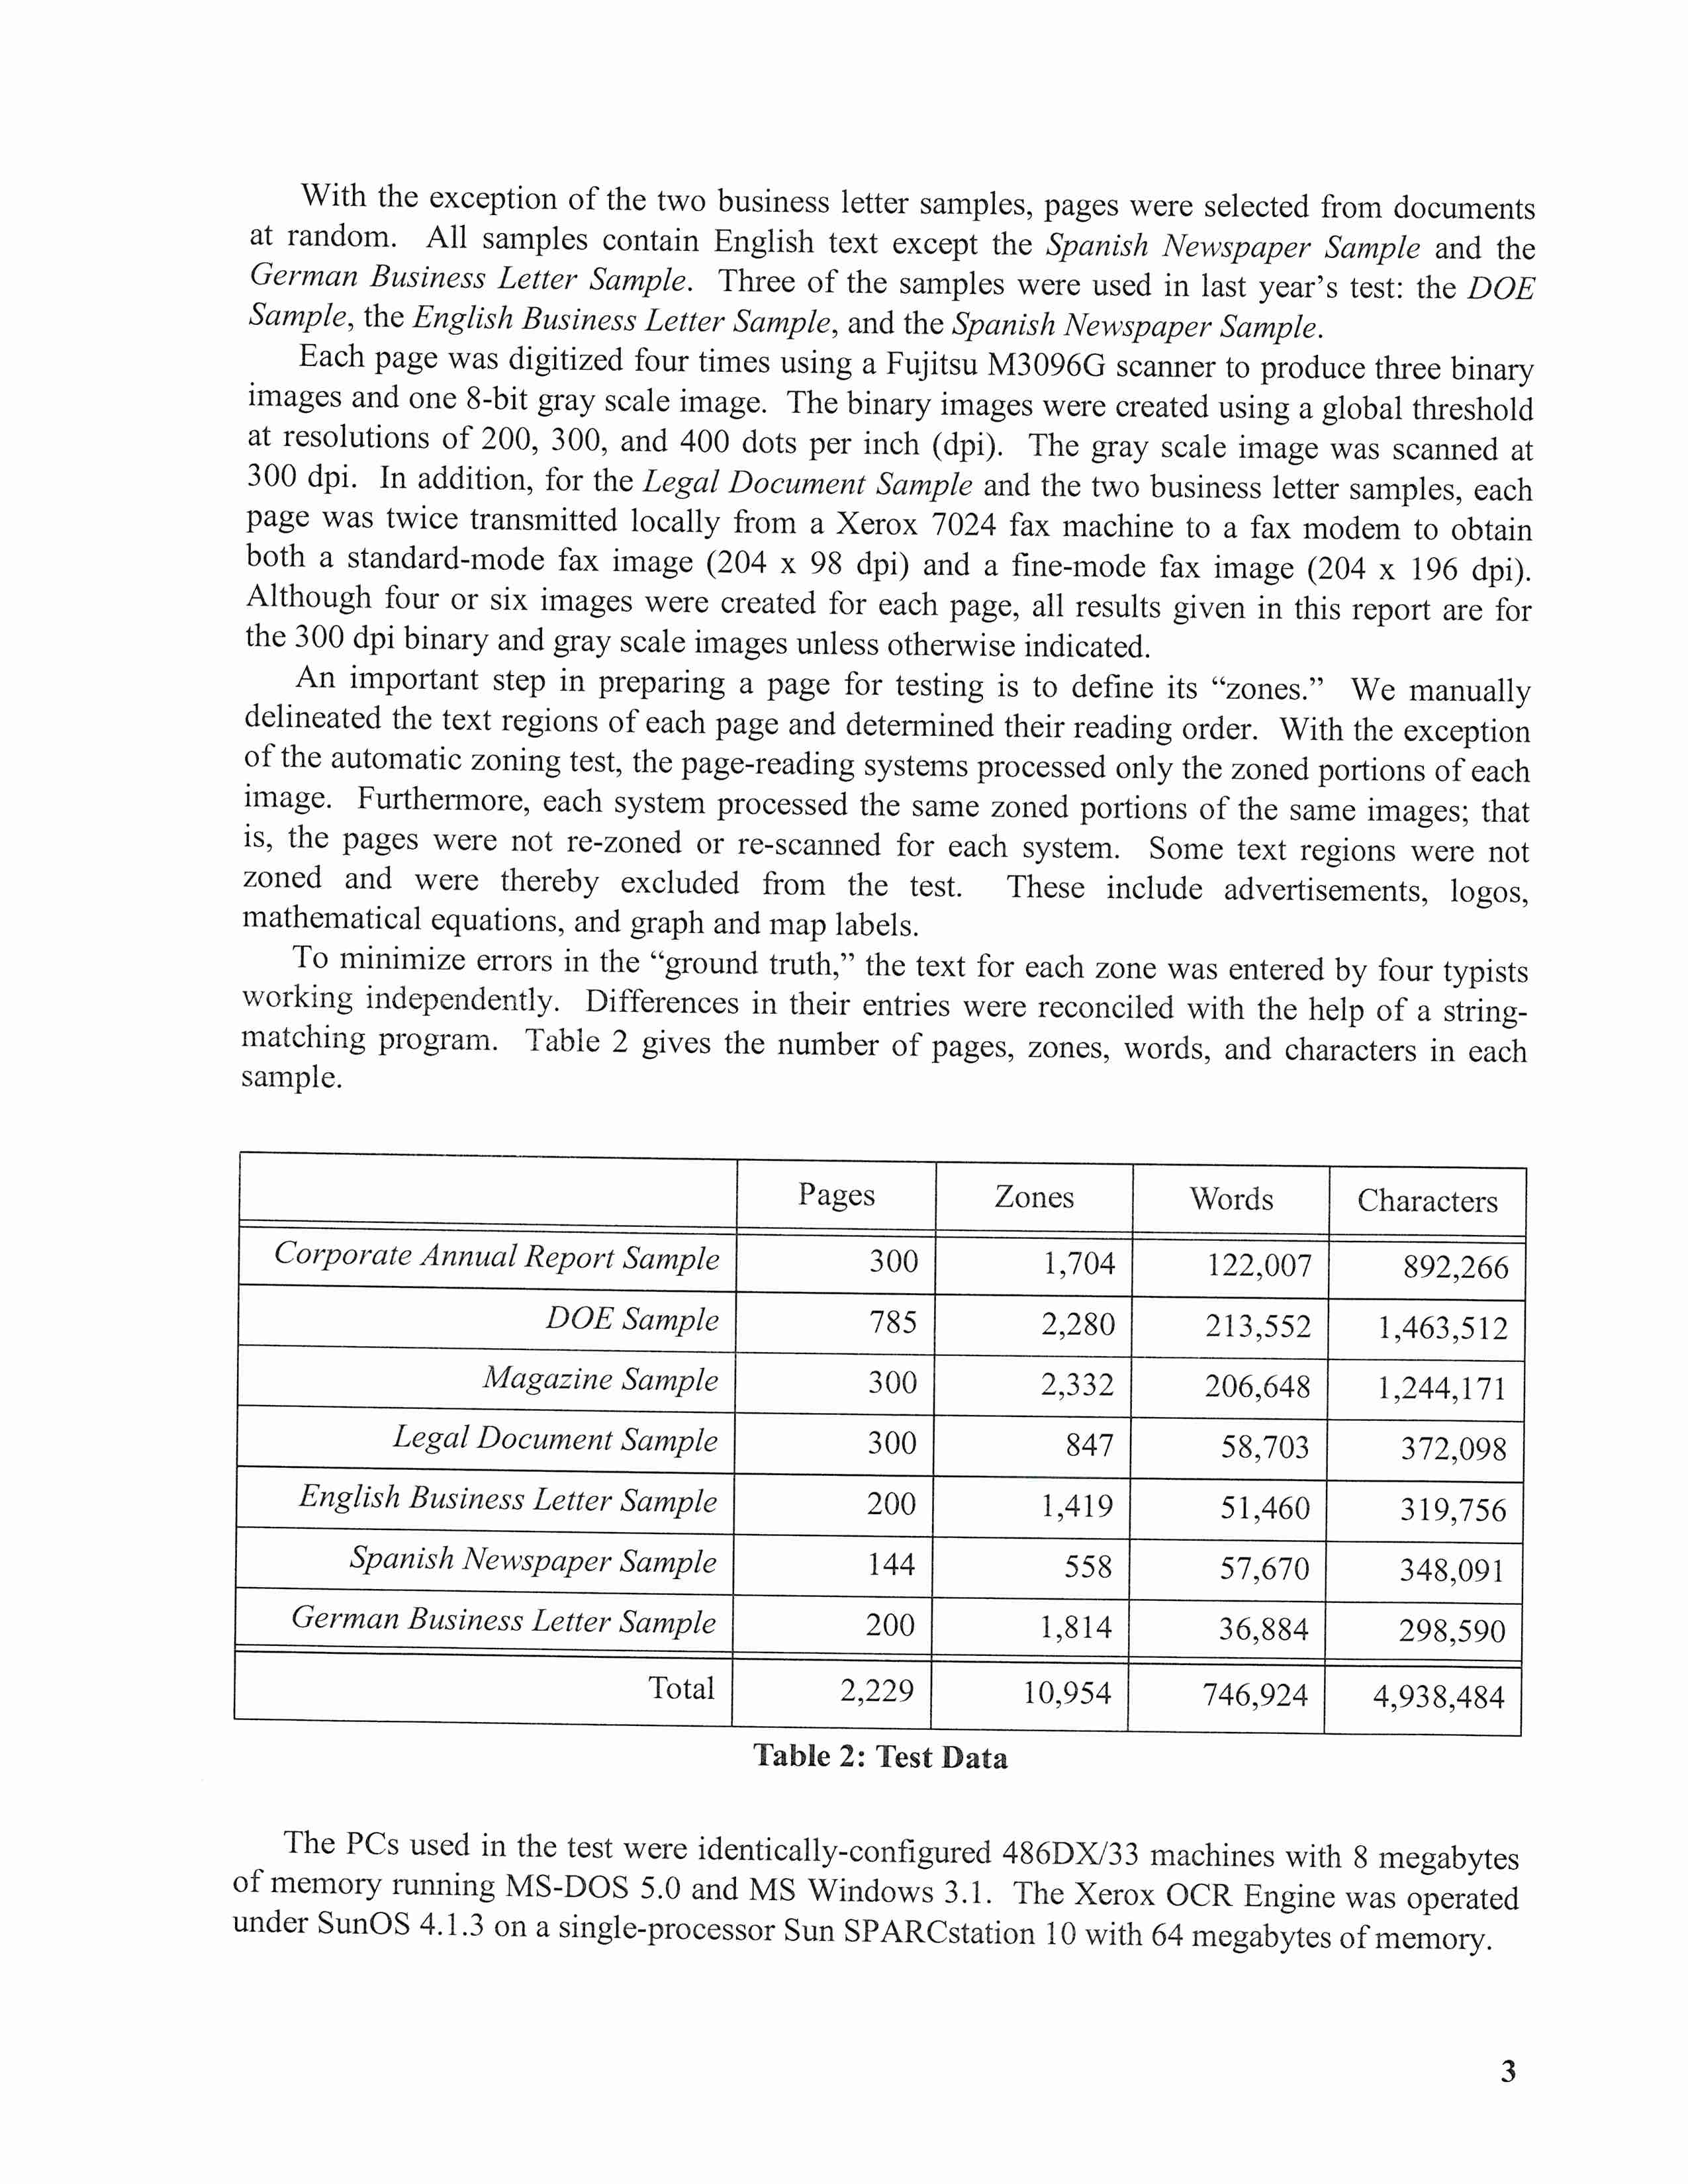 With the exception of the two business letter samples, pages were selected from documents
at random. All samples contain English text except the Spanish Newspaper Sample and the
German Business Letter Sample. Three of the samples were used in last year's test: the DOE
Sample, the English Business Letter Sample, and the Spanish Newspaper Sample.
Each page was digitized four times using a Fujitsu M3096G scanner to produce three binary
images and one 8-bit gray scale image. The binary images were created using a global threshold
at resolutions of 200, 300, and 400 dots per inch (dpi). The gray scale image was scanned at
300 dpi. In addition, for the Legal Document Sample and the two business letter samples, each
page was twice transmitted locally from a Xerox 7024 fax machine to a fax modem to obtain
both a standard-mode fax image (204 x 98 dpi) and a fine-mode fax image (204 x 196 dpi).
Although four or six images were created for each page, all results given in this report are for
the 300 dpi binary and gray scale images unless otherwise indicated.
An important step in preparing a page for testing is to define its “zones.” We manually
delineated the text regions of each page and determined their reading order. With the exception
of the automatic zoning test, the page-reading systems processed only the zoned portions of each
image. Furthermore, each system processed the same zoned portions of the same images; that
is, the pages were not re-zoned or re-scanned for each system. Some text regions were not
zoned and were thereby excluded from the test. These include advertisements, logos,
mathematical equations, and graph and map labels.
To minimize errors in the “ground truth,” the text for each zone was entered by four typists
working independently. Differences in their entries were reconciled with the help of a string-
matching program. Table 2 gives the number of pages, zones, words, and characters in each
sample.
Pages Zones Words Characters
Corporate Annual Report Sample 300 1,704 122,007 892,266
DOE Sample 785 2,280 213,552 1,463,512
Magazine Sample 300 2,332 206,648 1,244,171
Legal Document Sample 300 847 58,703 372,098
English Business Letter Sample 200 1,419 51,460 319,756
Spanish Newspaper Sample 144 558 57,670 348,091
German Business Letter Sample 200 1,814 36,884 298,590
Total 2,229 10,954 746,924 4,938,484
Table 2: Test Data
The PCs used in the test were identically-configured 486DX/33 machines with 8 megabytes
of memory running MS-DOS 5.0 and MS Windows 3.1. The Xerox OCR Engine was operated
under SunOS 4.1.3 on a single-processor Sun SPARCstation 10 with 64 megabytes of memory.
3